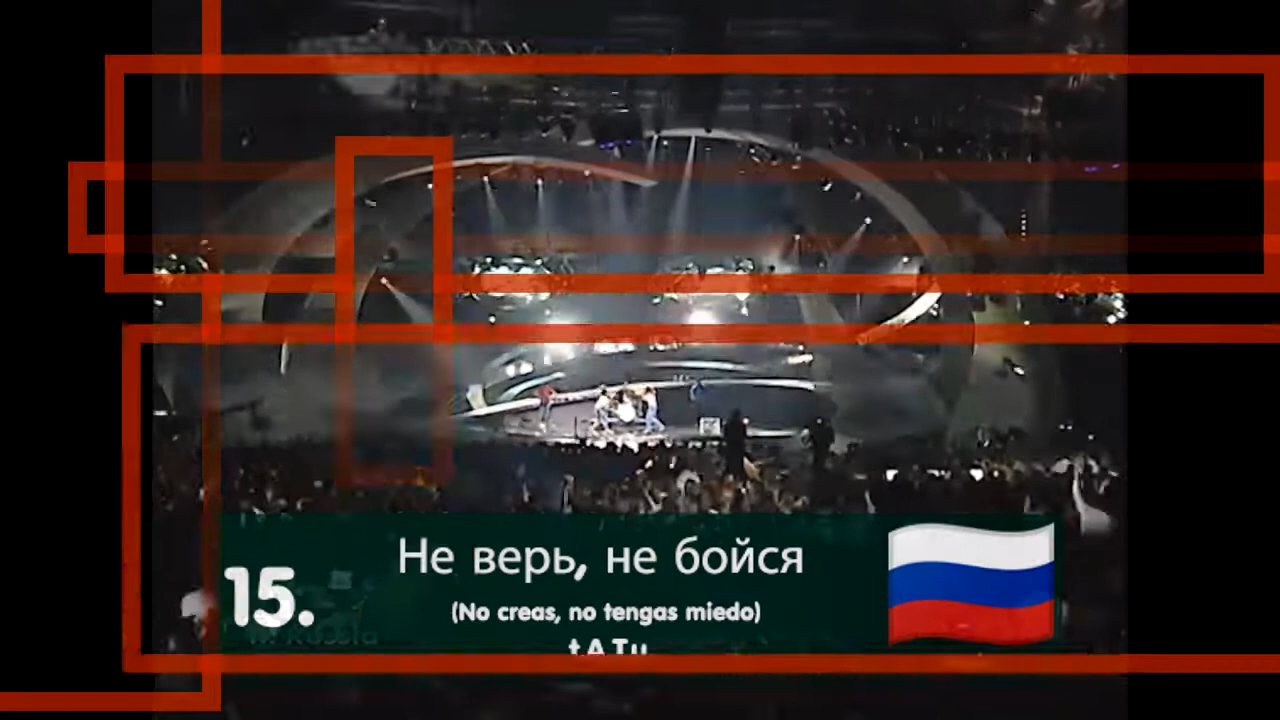 Не верь, не бойся
15.
(No creas, no tengas miedo)
t.A.T.u.